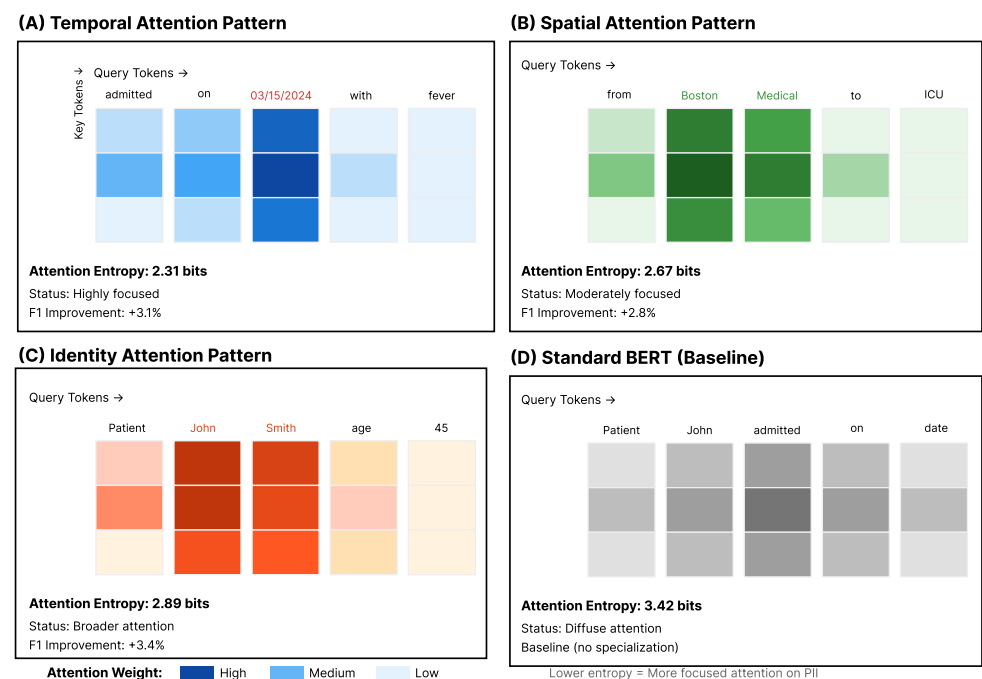 (A) Temporal Attention Pattern
Key Tokens →
Query Tokens →
admitted on 03/15/2024 with fever
Attention Entropy: 2.31 bits
Status: Highly focused
F1 Improvement: +3.1%
(B) Spatial Attention Pattern
Query Tokens →
from Boston Medical to ICU
Attention Entropy: 2.67 bits
Status: Moderately focused
F1 Improvement: +2.8%
(C) Identity Attention Pattern
Query Tokens →
Patient John Smith age 45
Attention Entropy: 2.89 bits
Status: Broader attention
F1 Improvement: +3.4%
(D) Standard BERT (Baseline)
Query Tokens →
Patient John admitted on date
Attention Entropy: 3.42 bits
Status: Diffuse attention
Baseline (no specialization)
Attention Weight: High Medium Low
Lower entropy = More focused attention on PII